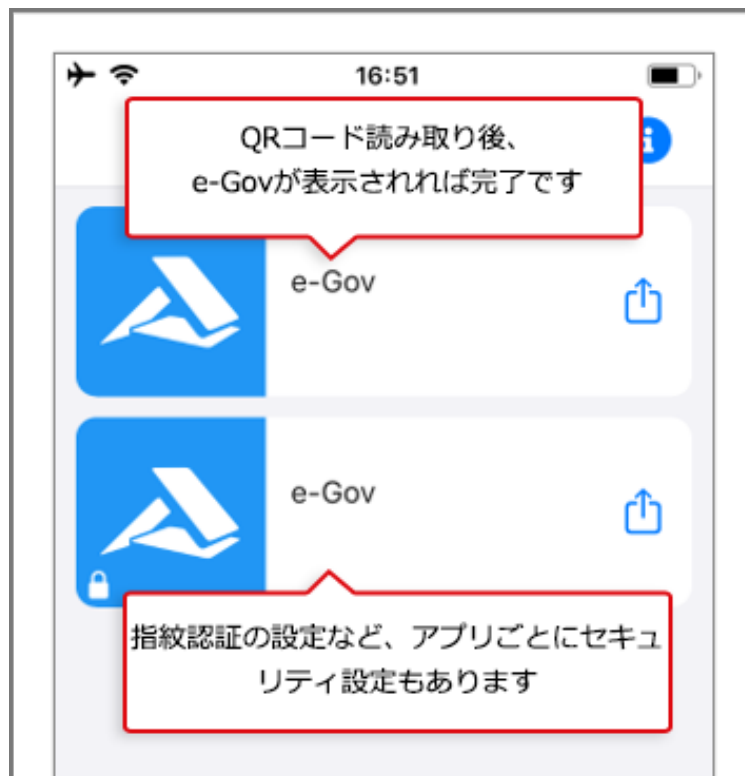 16:51
QRコード読み取り後、
e-Govが表示されれば完了です
e-Gov
e-Gov
指紋認証の設定など、アプリごとにセキュ
リティ設定もあります